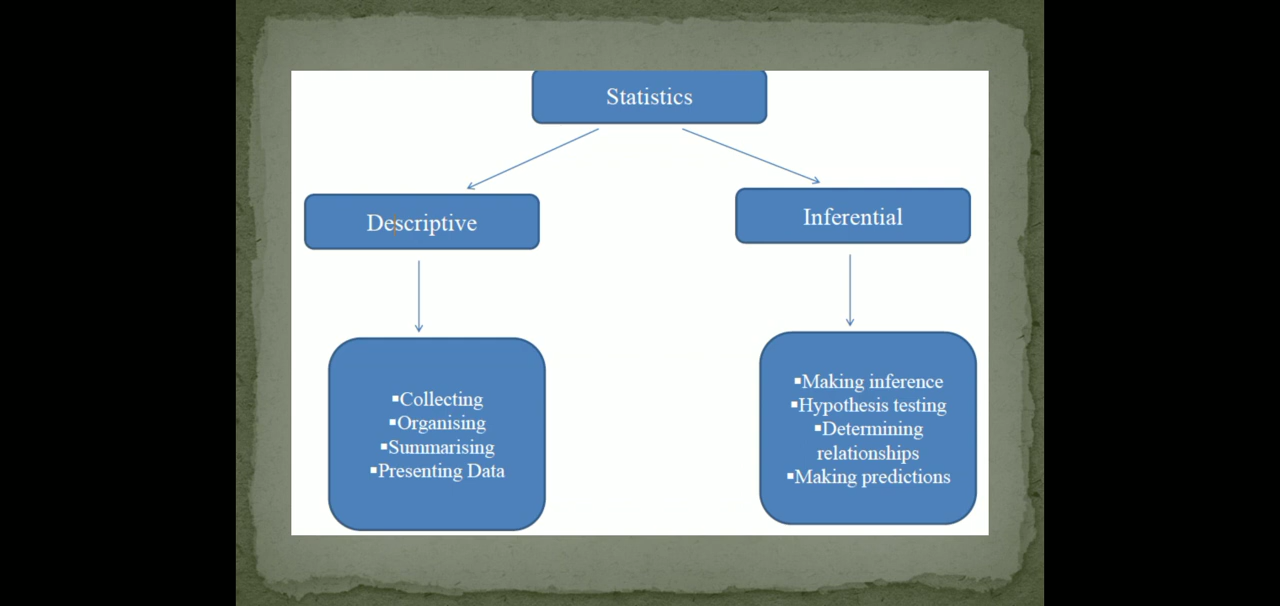 Statistics
Descriptive
Inferential
▪Collecting
▪Organising
▪Summarising
▪Presenting Data
▪Making inference
▪Hypothesis testing
▪Determining
relationships
▪Making predictions